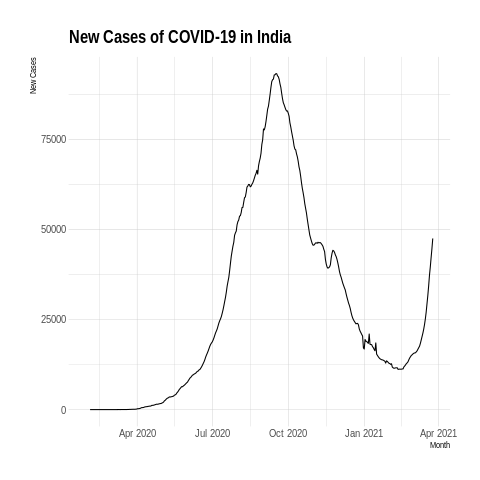 New Cases of COVID-19 in India
New Cases
75000
50000
25000
0
Apr 2020 Jul 2020 Oct 2020 Jan 2021 Apr 2021
Month